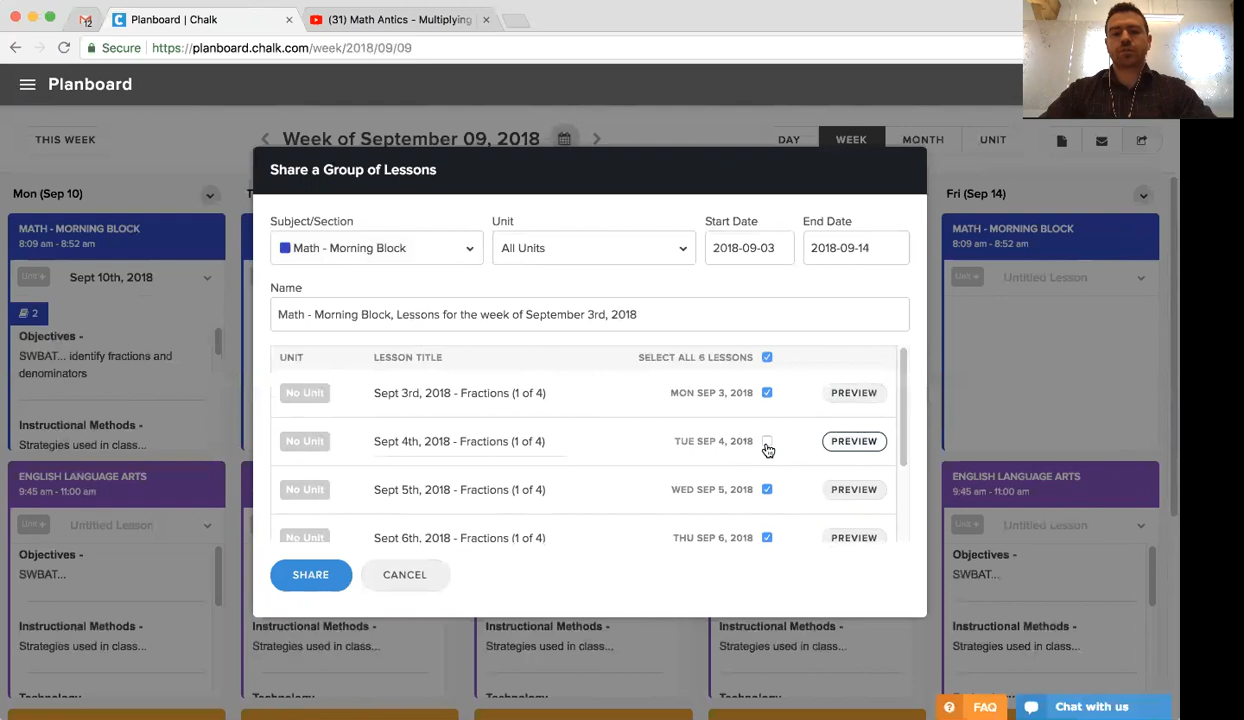 12
Planboard | Chalk
(31) Math Antics - Multiplying
Secure
https://planboard.chalk.com/week/2018/09/09
Planboard
THIS WEEK
Week of September 09, 2018
DAY
WEEK
MONTH
UNIT
Mon (Sep 10)
Fri (Sep 14)
MATH - MORNING BLOCK
8:09 am - 8:52 am
Unit +
Sept 10th, 2018
2
Objectives -
SWBAT... identify fractions and
denominators
Instructional Methods -
Strategies used in class...
ENGLISH LANGUAGE ARTS
9:45 am - 11:00 am
Unit +
Untitled Lesson
Objectives -
SWBAT...
Instructional Methods -
Strategies used in class...
Share a Group of Lessons
Subject/Section
Unit
Start Date
End Date
Math - Morning Block
All Units
2018-09-03
2018-09-14
Name
Math - Morning Block, Lessons for the week of September 3rd, 2018
UNIT
LESSON TITLE
SELECT ALL 6 LESSONS
No Unit
Sept 3rd, 2018 - Fractions (1 of 4)
MON SEP 3, 2018
PREVIEW
No Unit
Sept 4th, 2018 - Fractions (1 of 4)
TUE SEP 4, 2018
PREVIEW
No Unit
Sept 5th, 2018 - Fractions (1 of 4)
WED SEP 5, 2018
PREVIEW
No Unit
Sept 6th, 2018 - Fractions (1 of 4)
THU SEP 6, 2018
PREVIEW
SHARE
CANCEL
Instructional Methods -
Strategies used in class...
Instructional Methods -
Strategies used in class...
Instructional Methods -
Strategies used in class...
MATH - MORNING BLOCK
8:09 am - 8:52 am
Unit +
Untitled Lesson
ENGLISH LANGUAGE ARTS
9:45 am - 11:00 am
Unit +
Untitled Lesson
Objectives -
SWBAT...
Instructional Methods -
Strategies used in class...
FAQ
Chat with us